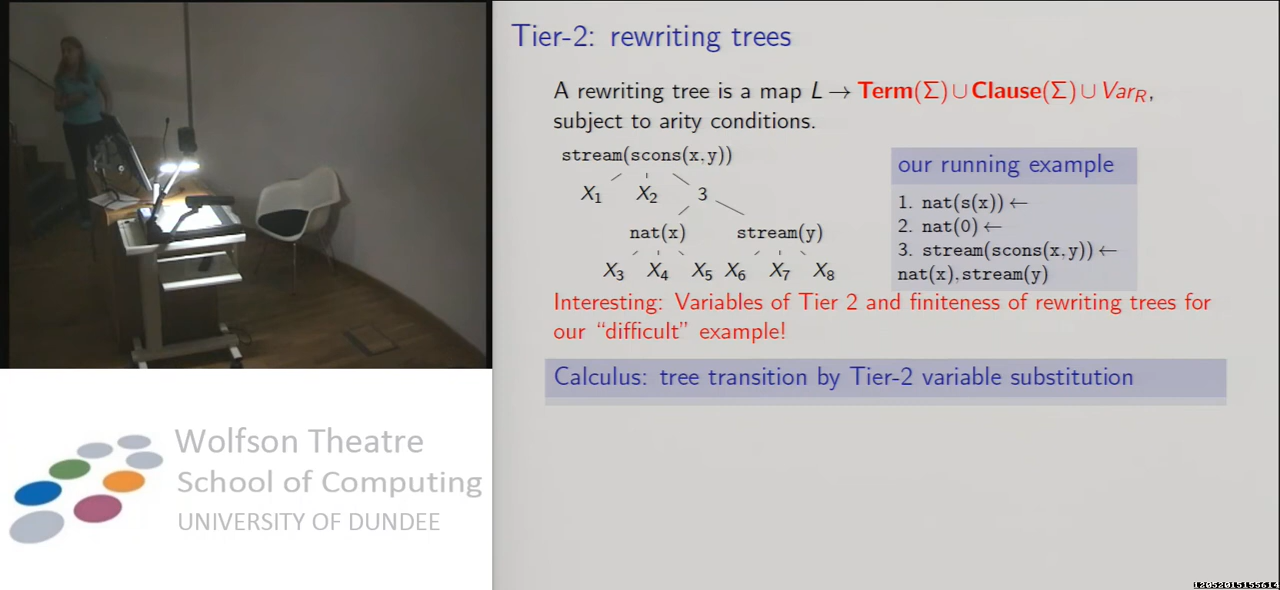 Tier-2: rewriting trees
A rewriting tree is a map L → Term(Σ) ∪ Clause(Σ) ∪ Var_R,
subject to arity conditions.
stream(scons(x,y))
X₁ X₂ 3
nat(x) stream(y)
X₃ X₄ X₅ X₆ X₇ X₈
our running example
1. nat(s(x)) ←
2. nat(0) ←
3. stream(scons(x,y)) ←
nat(x),stream(y)
Interesting: Variables of Tier 2 and finiteness of rewriting trees for
our “difficult” example!
Calculus: tree transition by Tier-2 variable substitution
Wolfson Theatre
School of Computing
UNIVERSITY OF DUNDEE